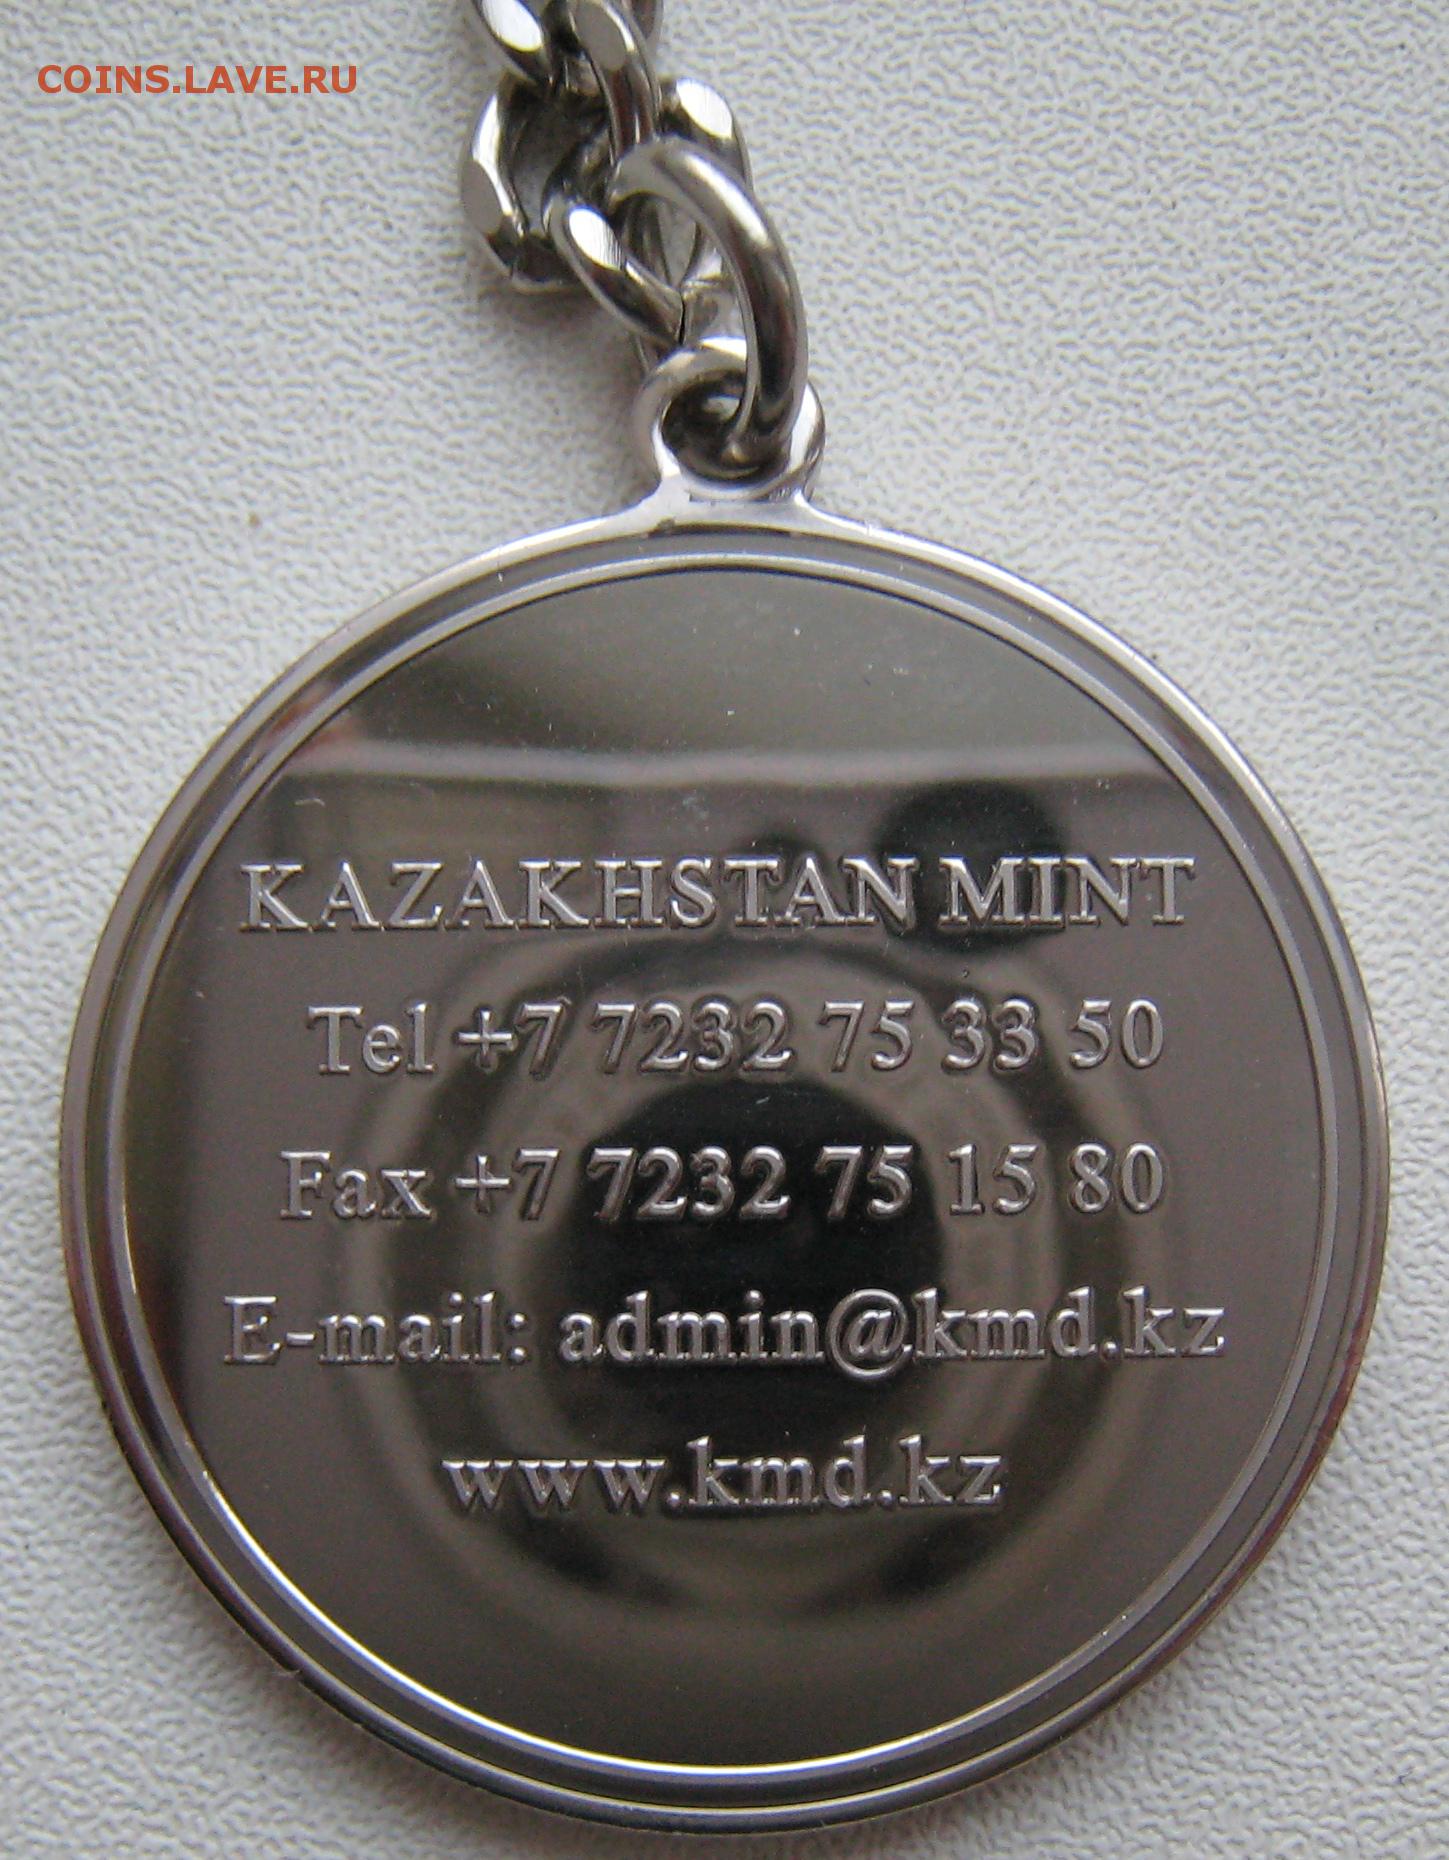 COINS.LAVE.RU
KAZAKHSTAN MINT
Tel +7 7232 75 33 50
Fax +7 7232 75 15 80
E-mail: admin@kmd.kz
www.kmd.kz